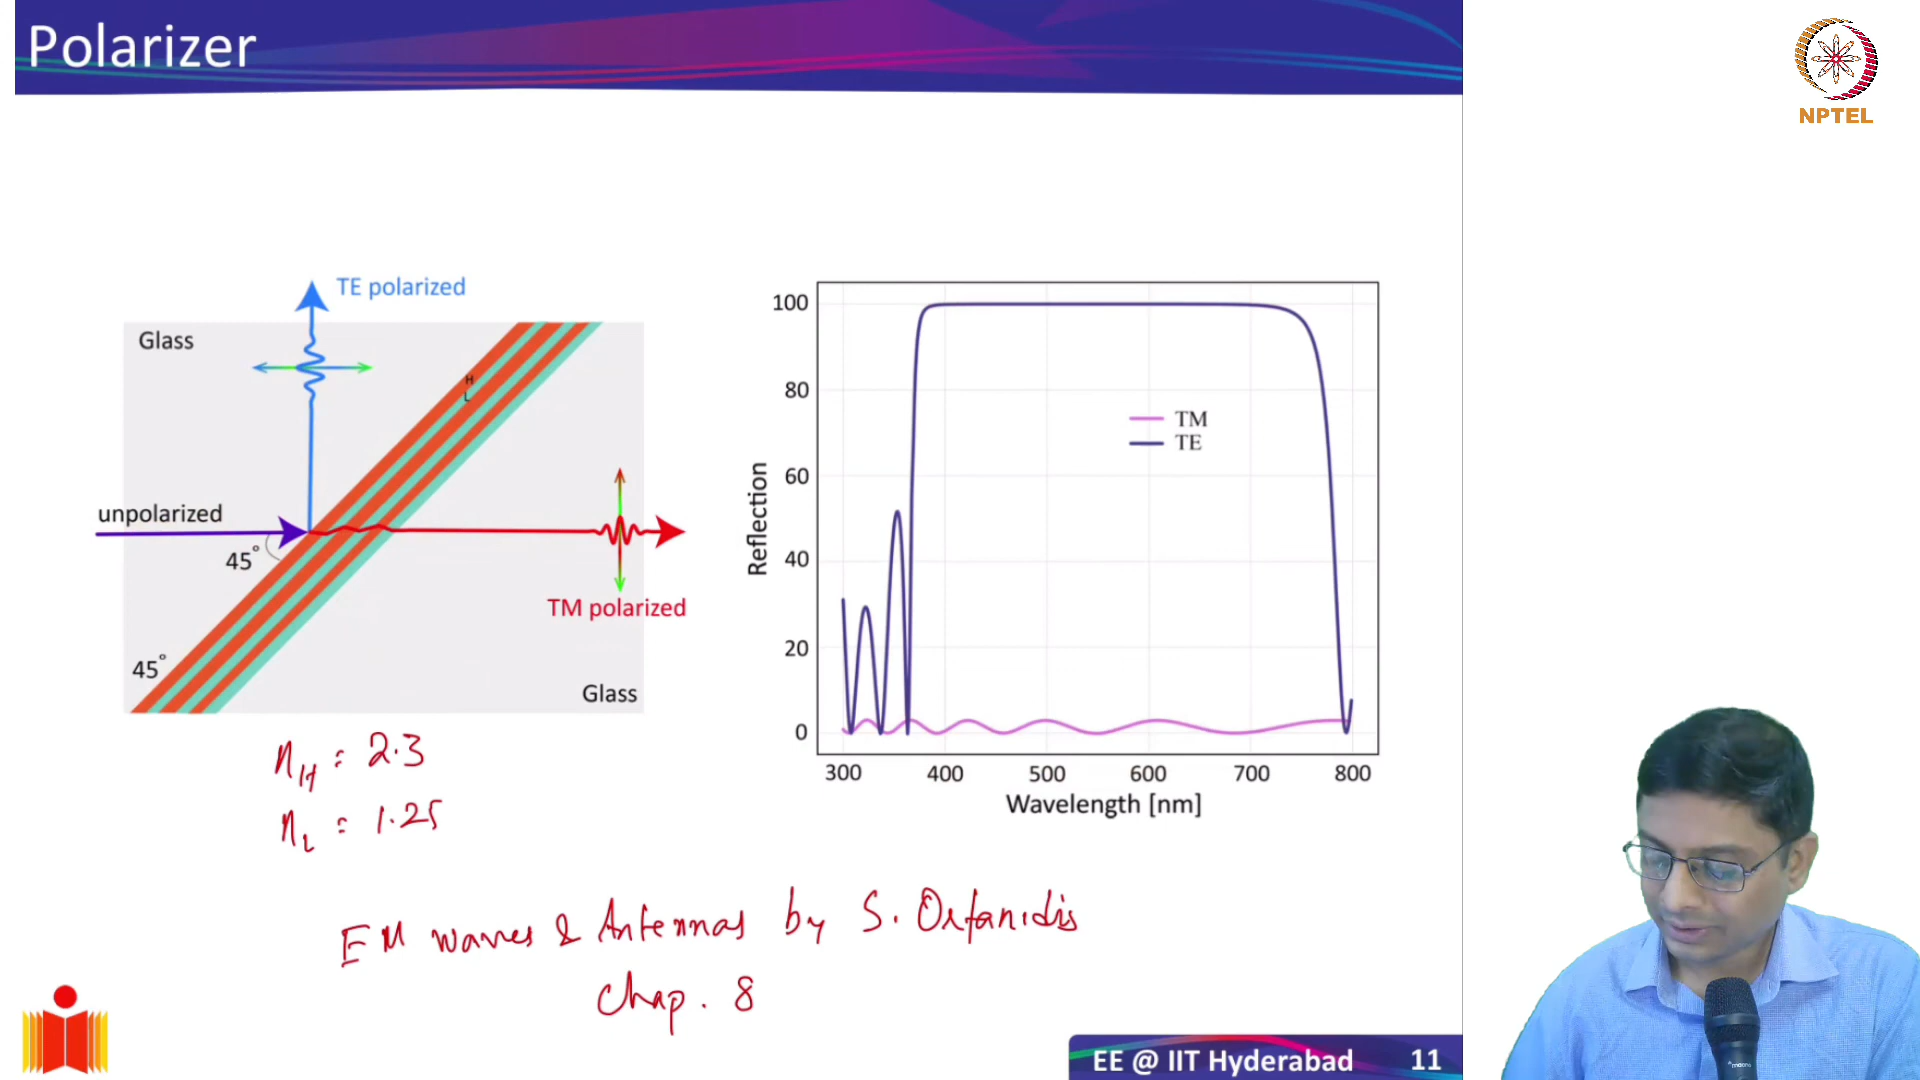 Polarizer
NPTEL
TE polarized
Glass
H
L
unpolarized
45°
TM polarized
45°
Glass
n_H = 2.3
n_L = 1.25
100
80
60
40
20
0
Reflection
TM
TE
300 400 500 600 700 800
Wavelength [nm]
EM waves & Antennas by S. Orfanidis
Chap. 8
EE @ IIT Hyderabad 11